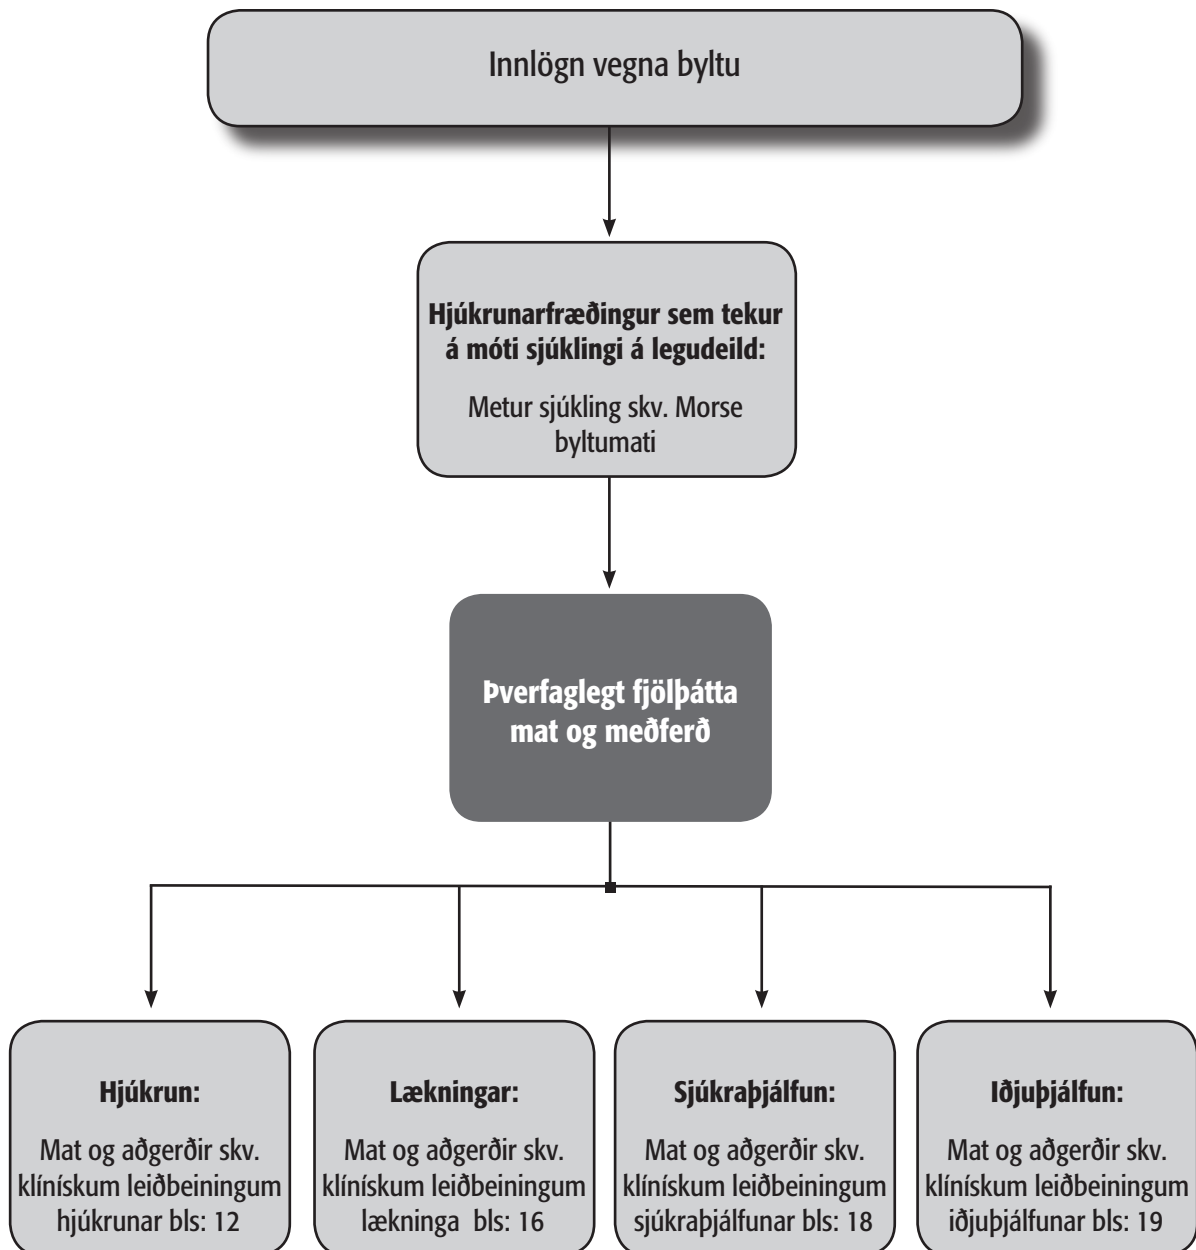 Innlögn vegna byltu
Hjúkrunarfræðingur sem tekur
á móti sjúklingi á legudeild:
Metur sjúkling skv. Morse
byltumati
Þverfaglegt fjölþátta
mat og meðferð
Hjúkrun:
Mat og aðgerðir skv.
klínískum leiðbeiningum
hjúkrunar bls: 12
Lækningar:
Mat og aðgerðir skv.
klínískum leiðbeiningum
lækninga bls: 16
Sjúkraþjálfun:
Mat og aðgerðir skv.
klínískum leiðbeiningum
sjúkraþjálfunar bls: 18
Iðjuþjálfun:
Mat og aðgerðir skv.
klínískum leiðbeiningum
iðjuþjálfunar bls: 19